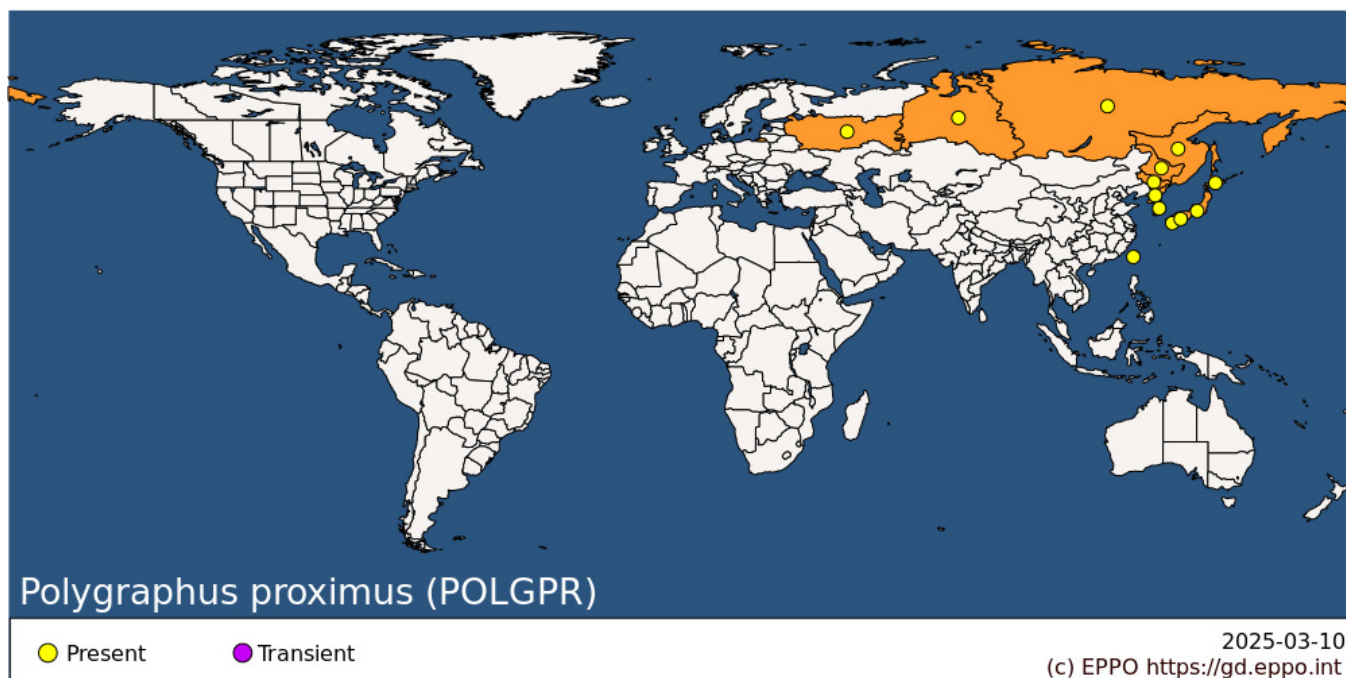 Polygraphus proximus (POLGPR)
Present
Transient
2025-03-10
(c) EPPO https://gd.eppo.int